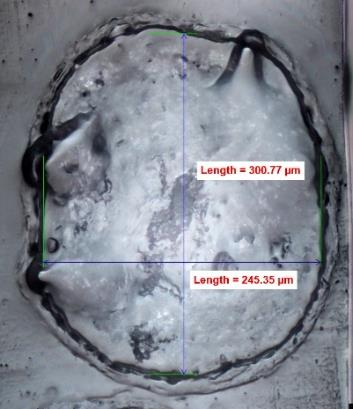 Length = 300.77 µm
Length = 245.35 µm